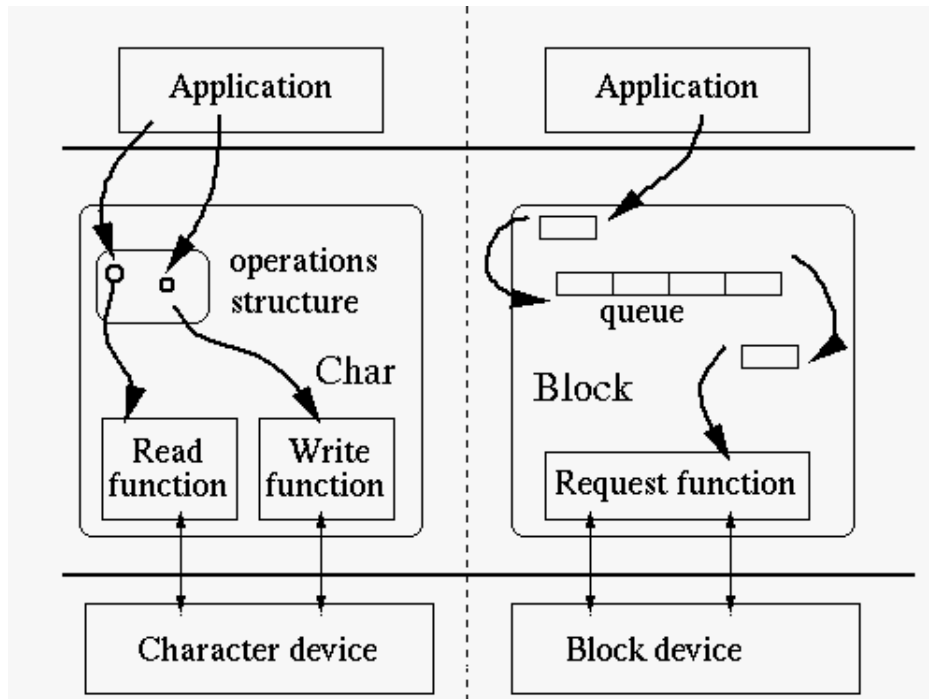 Application
operations
structure
Char
Read
function
Write
function
Character device
Application
queue
Block
Request function
Block device